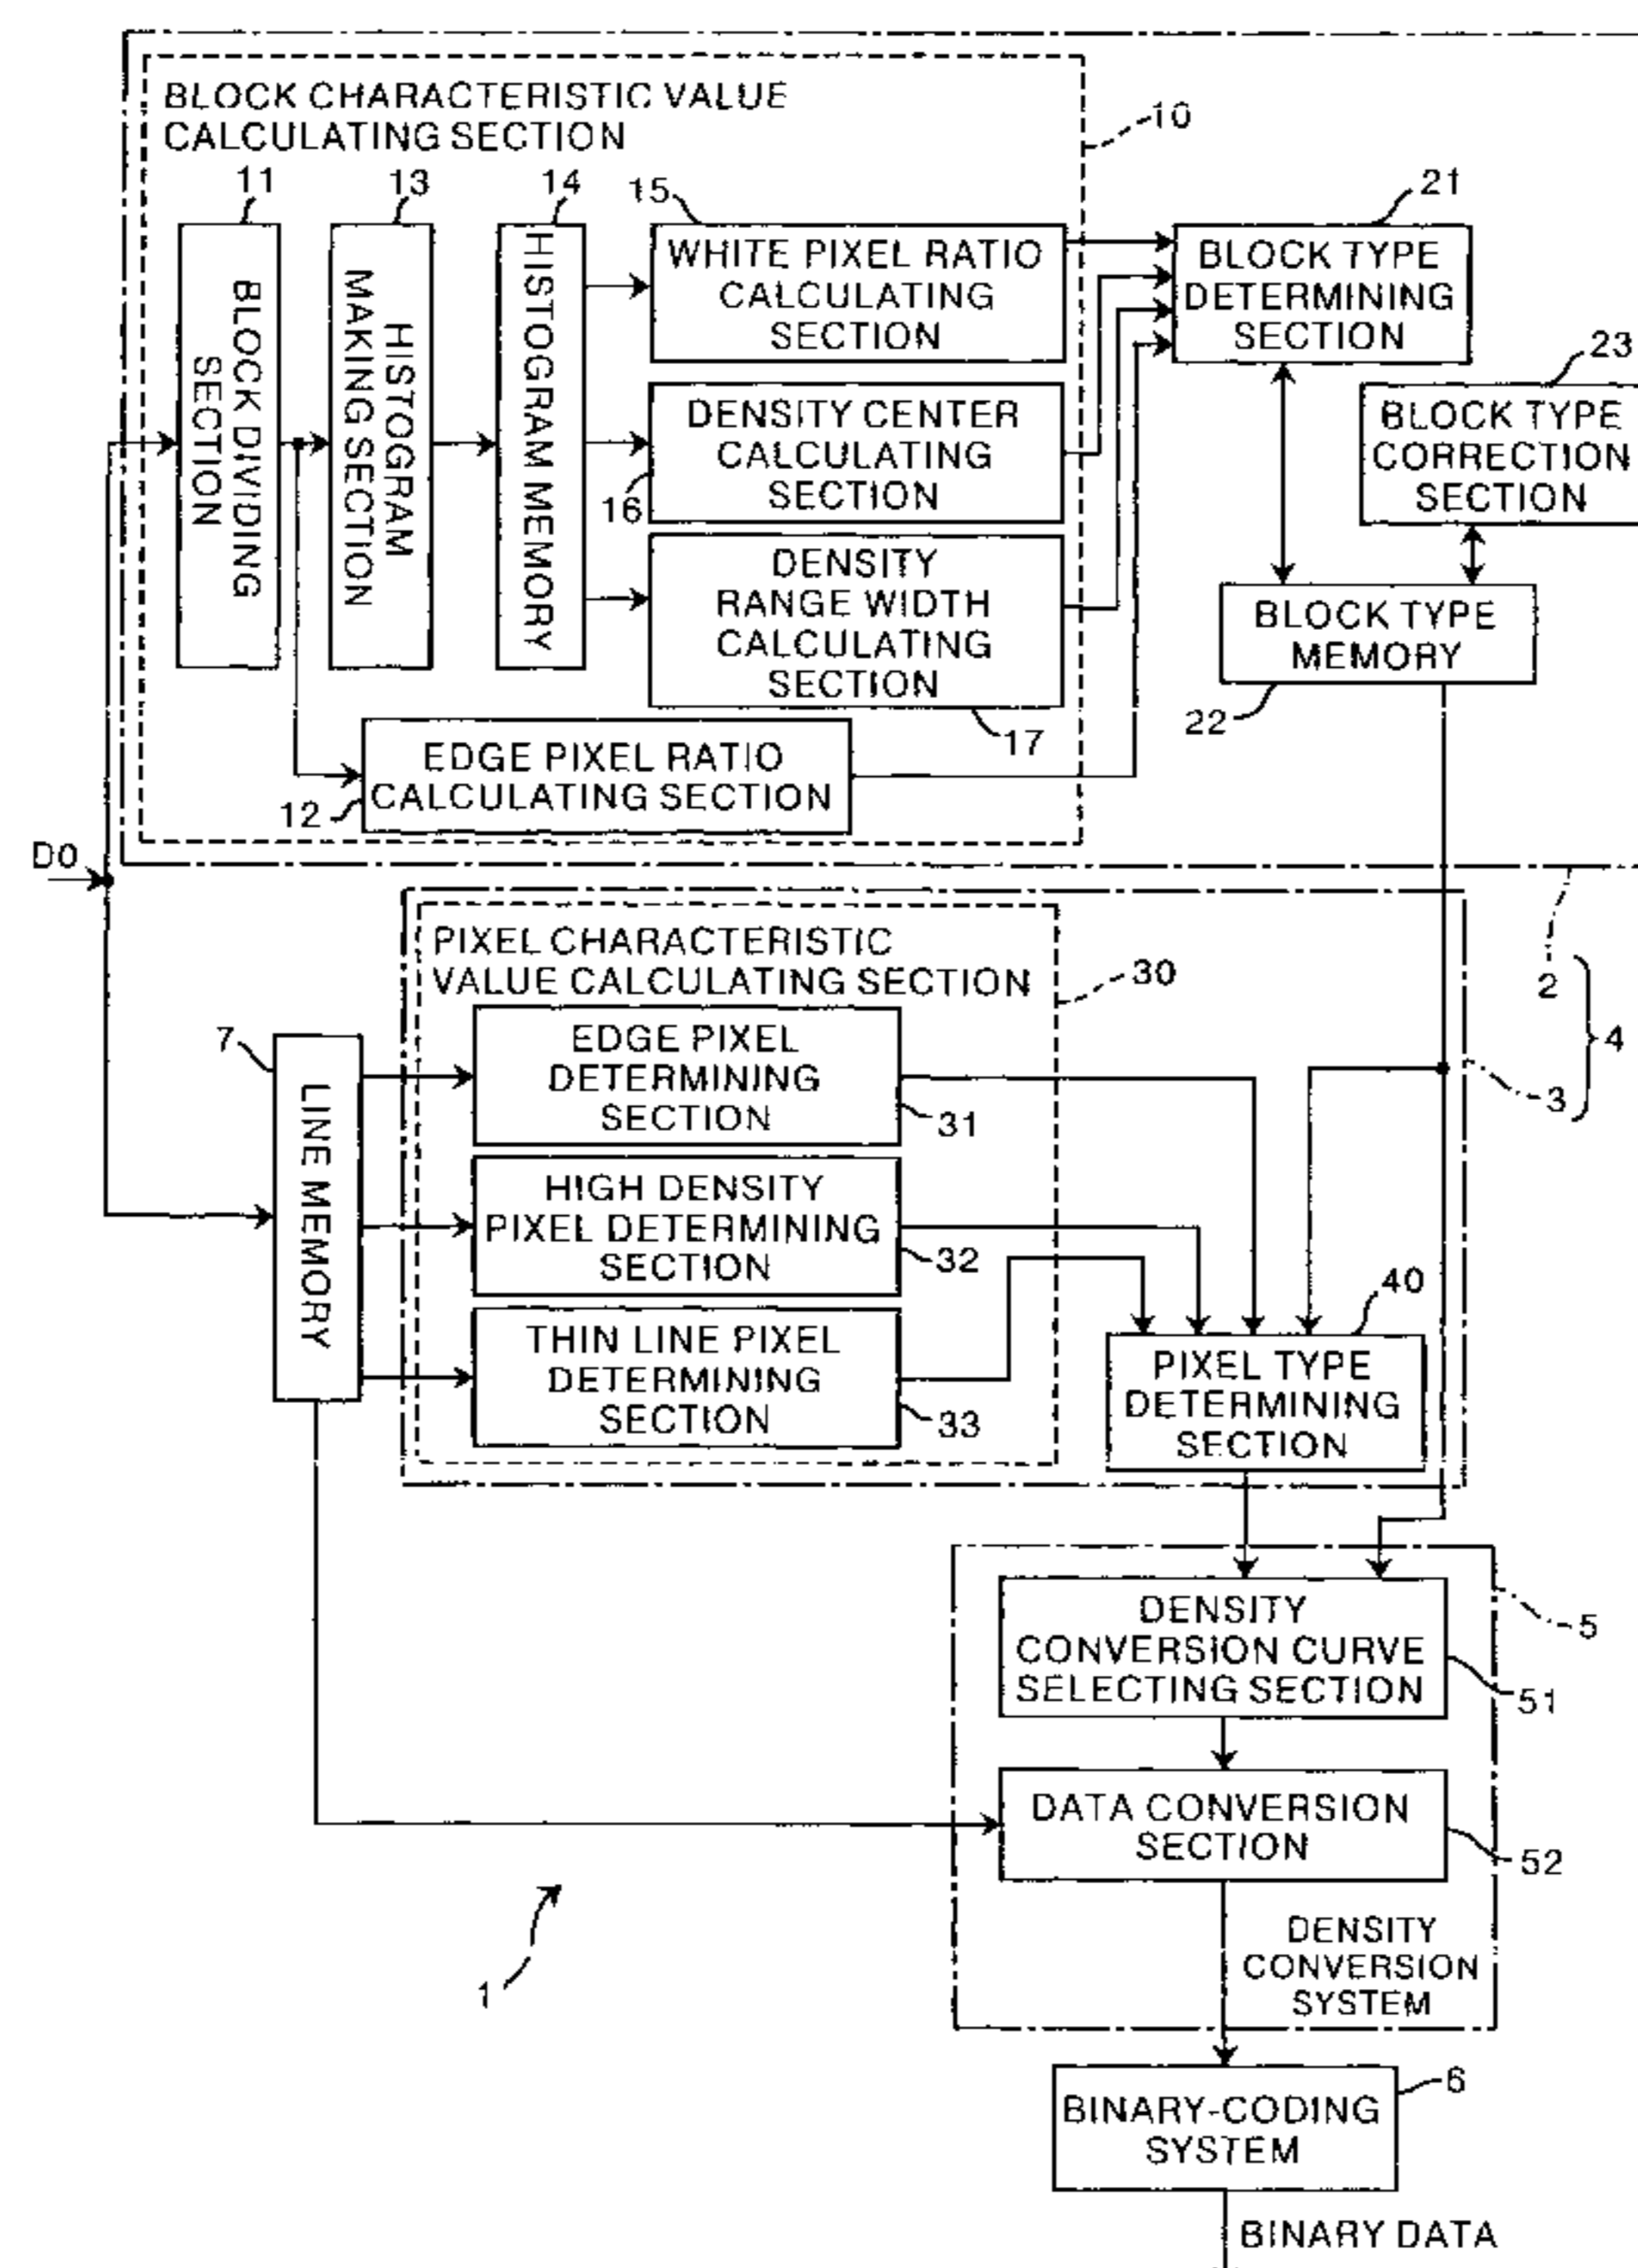 BLOCK CHARACTERISTIC VALUE
CALCULATING SECTION
10
11
13
14
15
21
BLOCK DIVIDING
SECTION
HISTOGRAM
MAKING SECTION
HISTOGRAM MEMORY
WHITE PIXEL RATIO
CALCULATING
SECTION
BLOCK TYPE
DETERMINING
SECTION
23
BLOCK TYPE
CORRECTION
SECTION
16
DENSITY CENTER
CALCULATING
SECTION
DENSITY
RANGE WIDTH
CALCULATING
SECTION
17
BLOCK TYPE
MEMORY
22
12
EDGE PIXEL RATIO
CALCULATING SECTION
D0
2
4
3
PIXEL CHARACTERISTIC
VALUE CALCULATING SECTION
30
7
LINE MEMORY
EDGE PIXEL
DETERMINING
SECTION
31
HIGH DENSITY
PIXEL DETERMINING
SECTION
32
THIN LINE PIXEL
DETERMINING
SECTION
33
40
PIXEL TYPE
DETERMINING
SECTION
5
DENSITY
CONVERSION CURVE
SELECTING SECTION
51
DATA CONVERSION
SECTION
52
DENSITY
CONVERSION
SYSTEM
1
6
BINARY-CODING
SYSTEM
BINARY DATA